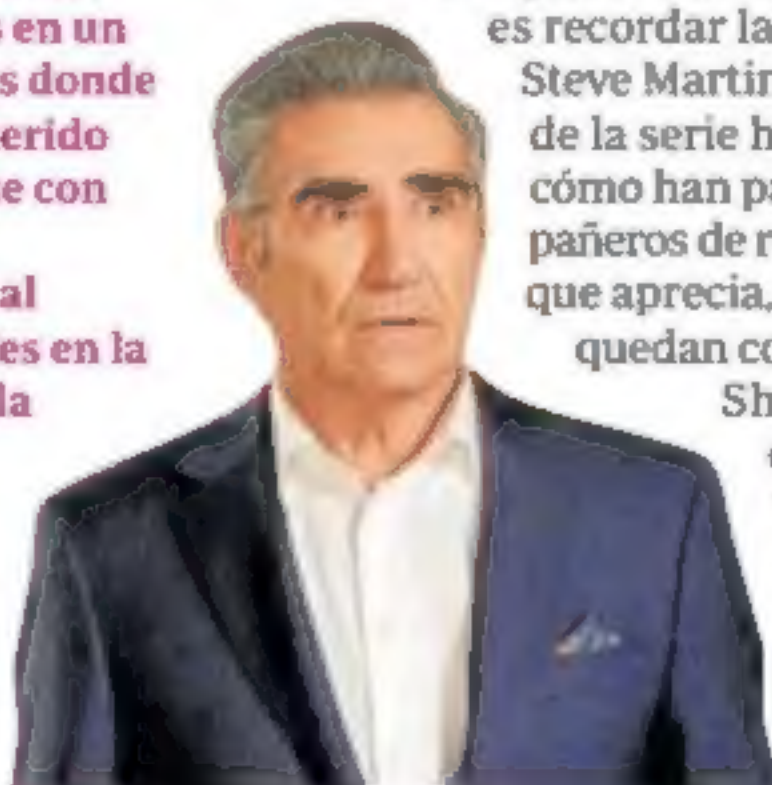 s en un
s donde
erido
e con
al
es en la
la
es recordar la
Steve Martin
de la serie h
cómo han pa
pañeros de r
que aprecia,
quedan co
Sh